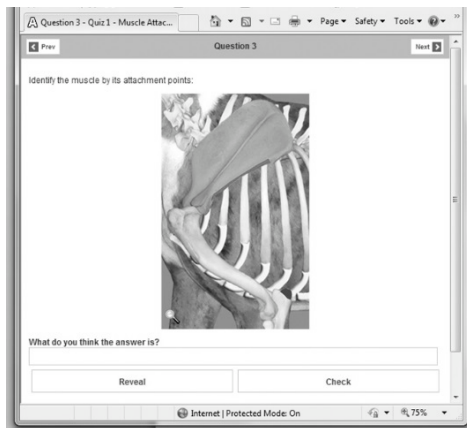 Question 3 - Quiz 1 - Muscle Attac...
Page
Safety
Tools
Prev
Question 3
Next
Identify the muscle by its attachment points:
What do you think the answer is?
Reveal
Check
Internet | Protected Mode: On
75%